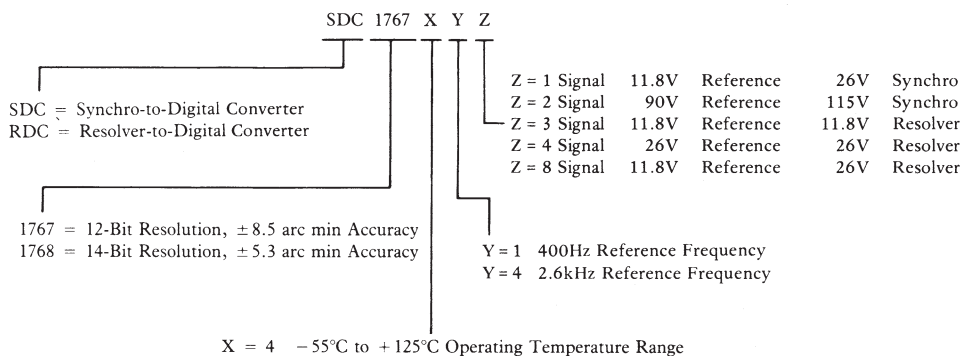 SDC 1767 X Y Z
Z = 1 Signal 11.8V Reference 26V Synchro
Z = 2 Signal 90V Reference 115V Synchro
Z = 3 Signal 11.8V Reference 11.8V Resolver
Z = 4 Signal 26V Reference 26V Resolver
Z = 8 Signal 11.8V Reference 26V Resolver
SDC = Synchro-to-Digital Converter
RDC = Resolver-to-Digital Converter
1767 = 12-Bit Resolution, ±8.5 arc min Accuracy
1768 = 14-Bit Resolution, ±5.3 arc min Accuracy
Y = 1 400Hz Reference Frequency
Y = 4 2.6kHz Reference Frequency
X = 4 −55°C to +125°C Operating Temperature Range